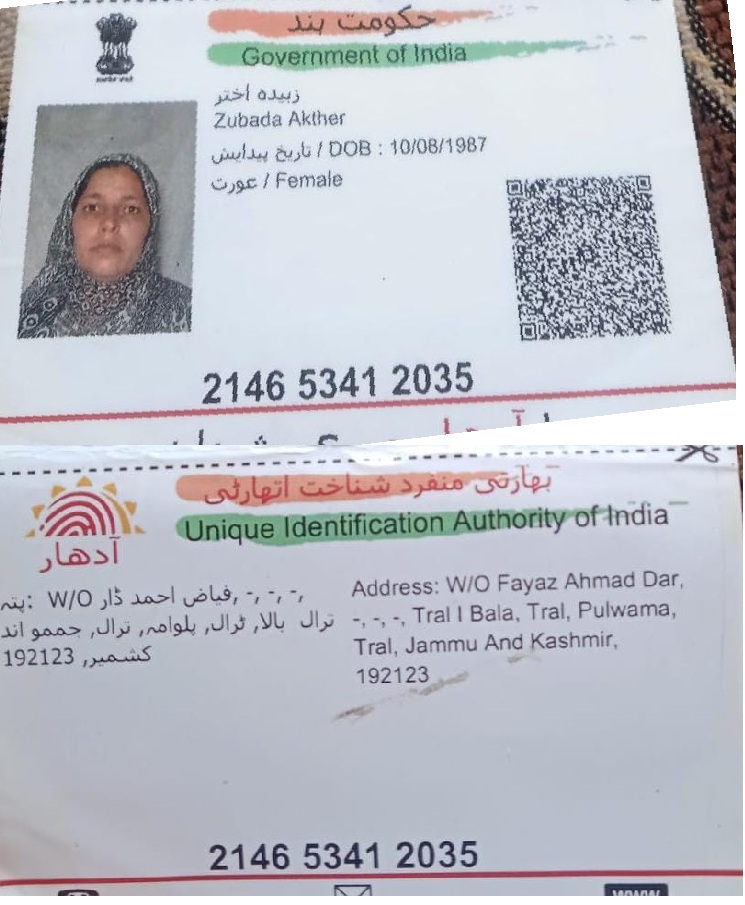 حکومت ہند
Government of India
زبیدہ اختر
Zubada Akther
تاریخ پیدایش / DOB : 10/08/1987
عورت / Female
2146 5341 2035
بھارتی منفرد شناخت اتھارٹی
Unique Identification Authority of India
آدھار
پتہ: W/O فیاض احمد ڈار, -, -, -,
ترال بالا, ٹرال, پلوامہ, ترال, جممو اند
کشمیر, 192123
Address: W/O Fayaz Ahmad Dar,
-, -, -, Tral I Bala, Tral, Pulwama,
Tral, Jammu And Kashmir,
192123
2146 5341 2035
www